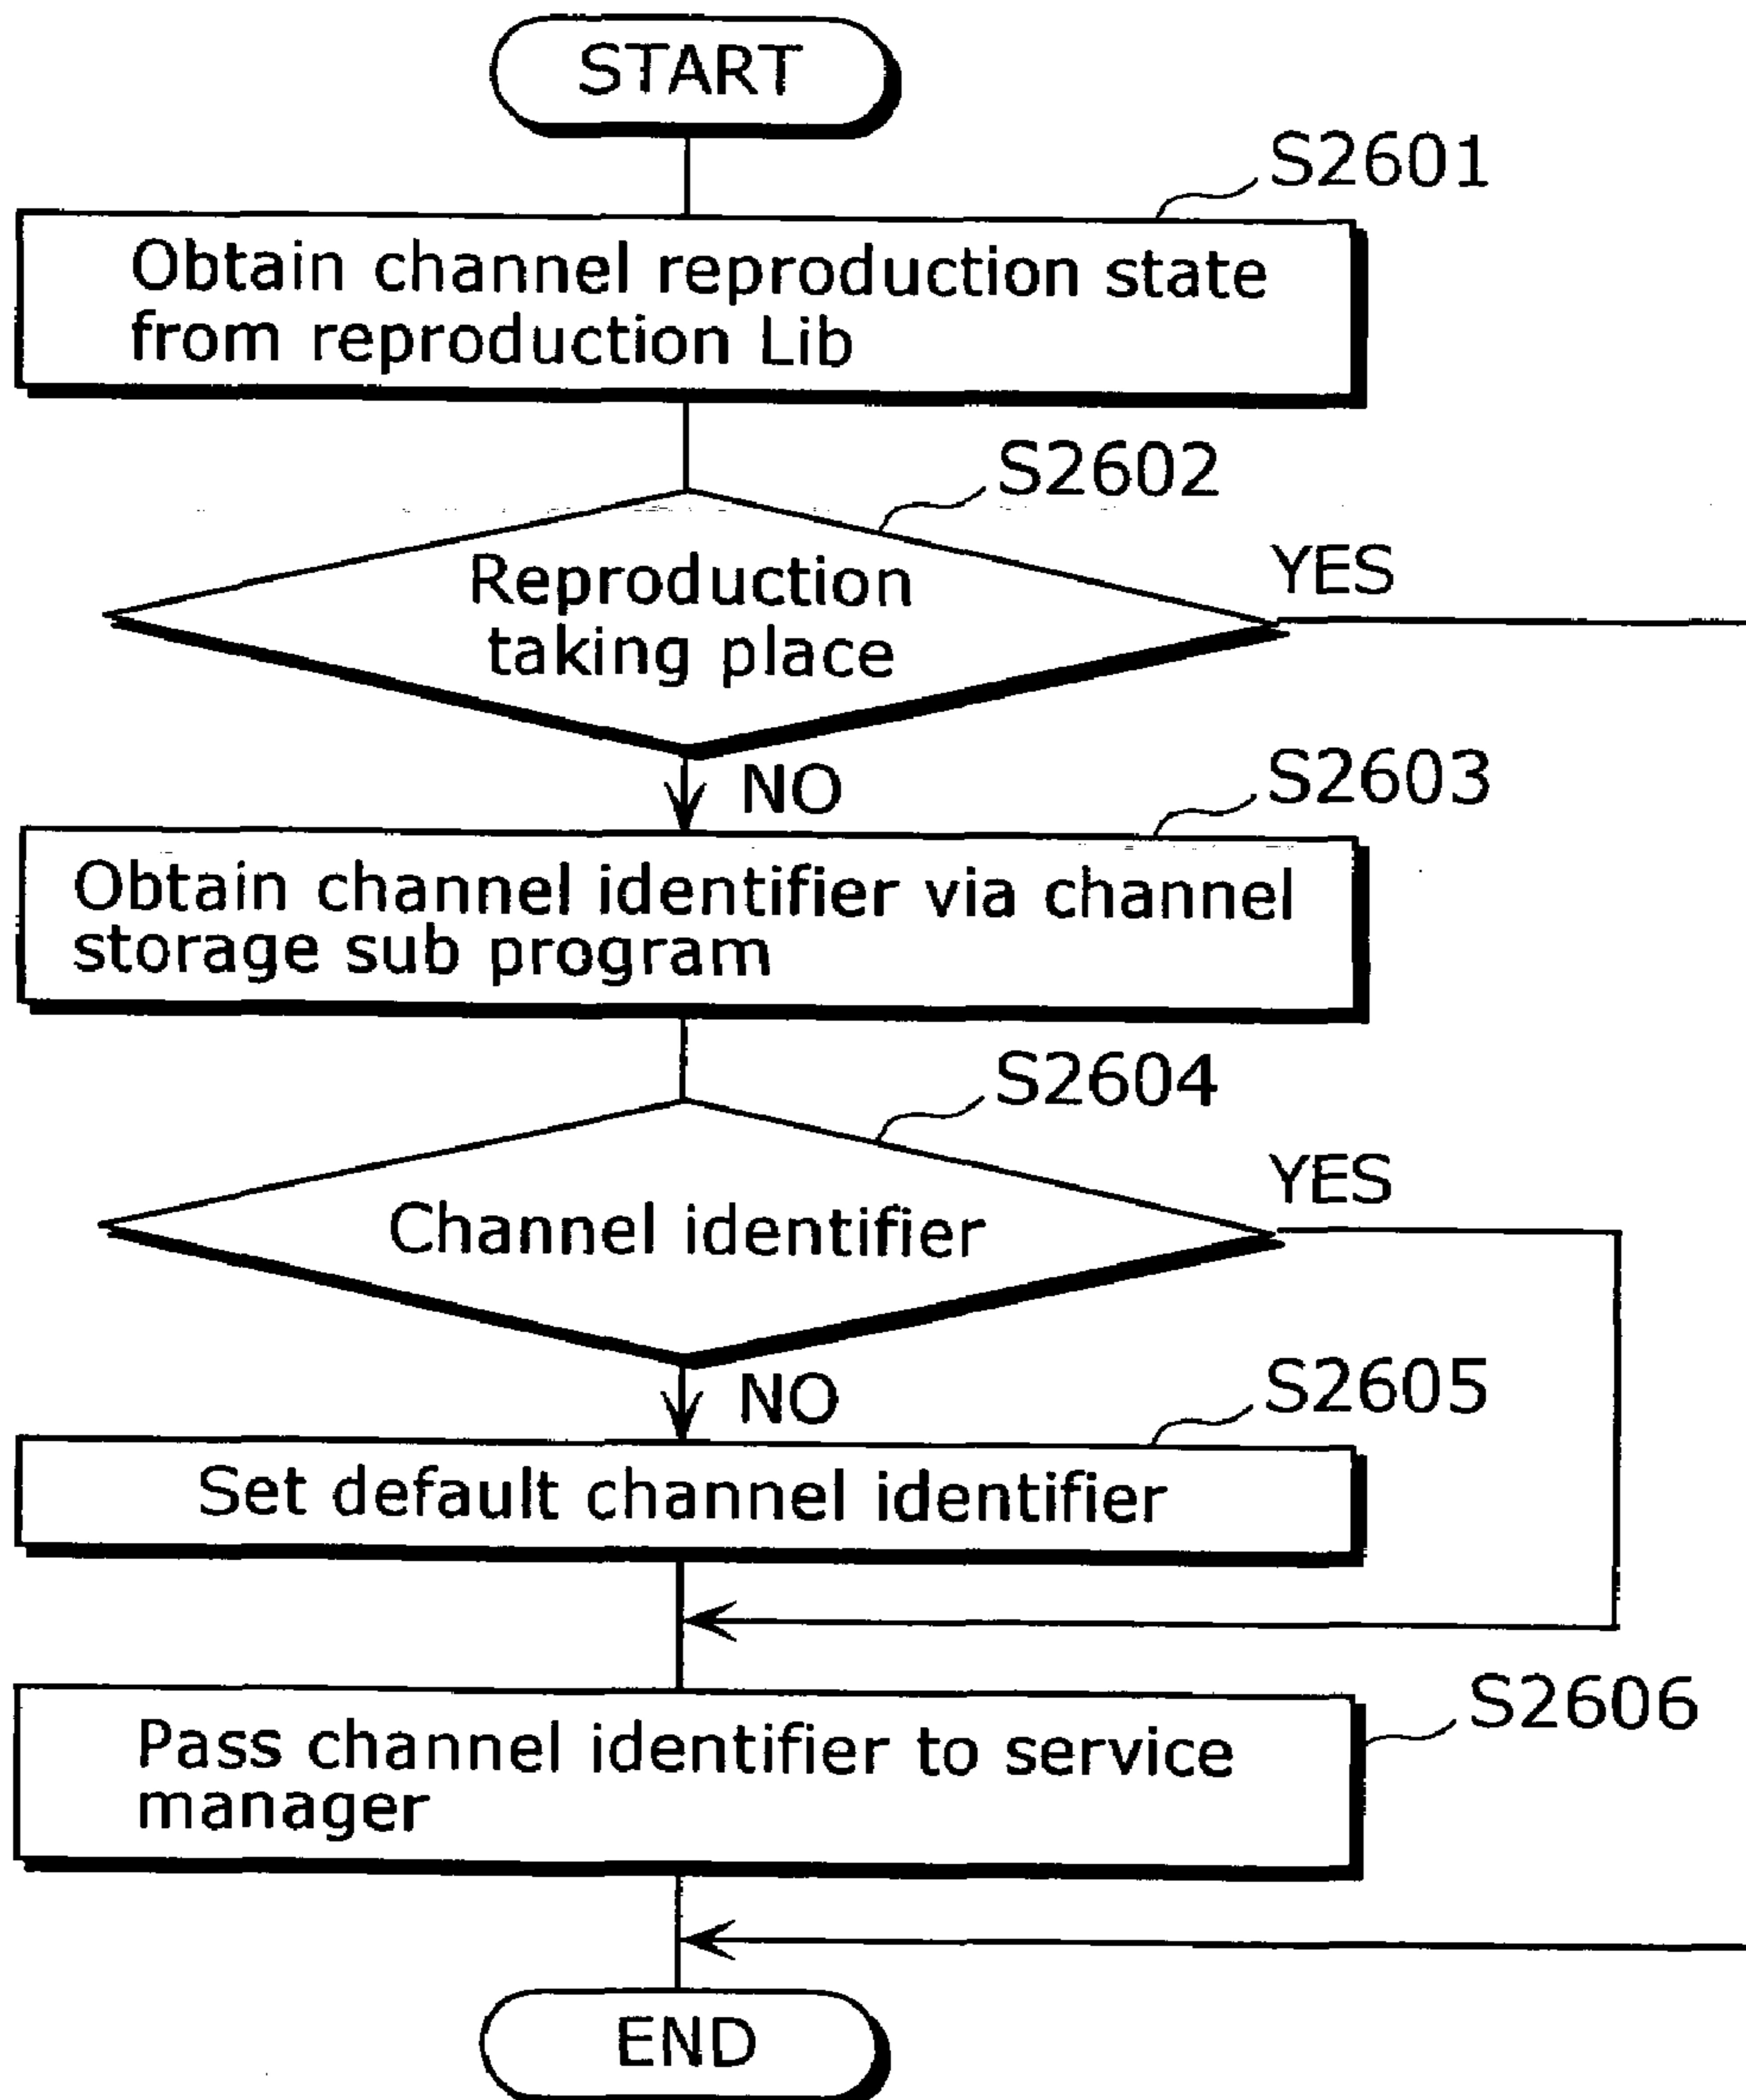 START
S2601
Obtain channel reproduction state
from reproduction Lib
S2602
Reproduction
taking place
YES
NO
S2603
Obtain channel identifier via channel
storage sub program
S2604
Channel identifier
YES
NO
S2605
Set default channel identifier
S2606
Pass channel identifier to service
manager
END